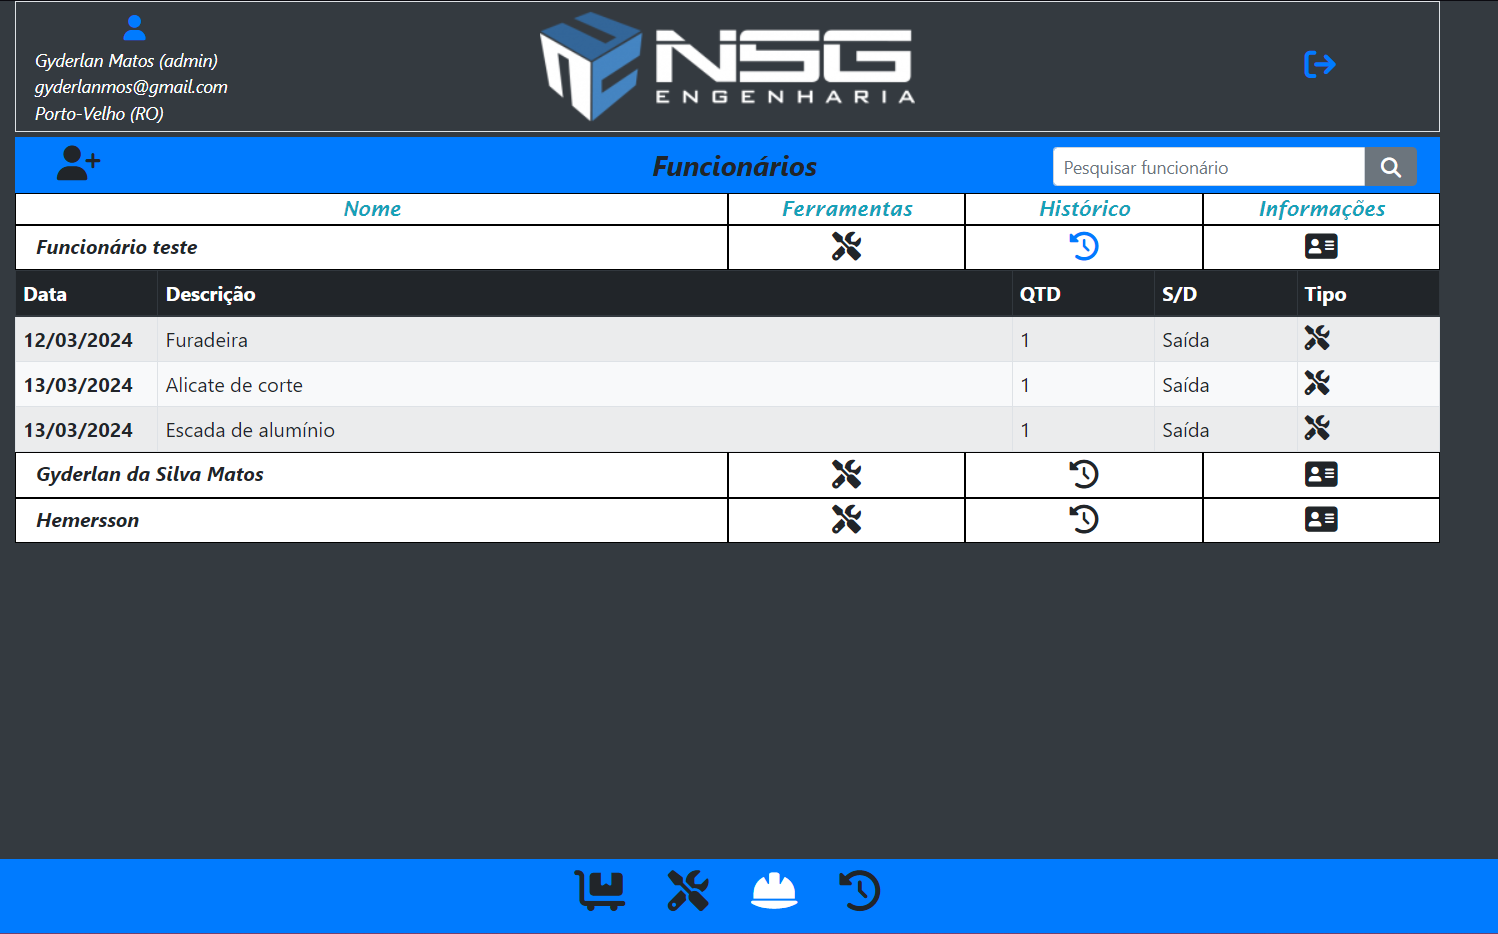 Gyderlan Matos (admin)
gyderlanmos@gmail.com
Porto-Velho (RO)
NSG
ENGENHARIA
Funcionários
Pesquisar funcionário
Nome Ferramentas Histórico Informações
Funcionário teste
Data Descrição QTD S/D Tipo
12/03/2024 Furadeira 1 Saída
13/03/2024 Alicate de corte 1 Saída
13/03/2024 Escada de alumínio 1 Saída
Gyderlan da Silva Matos
Hemersson